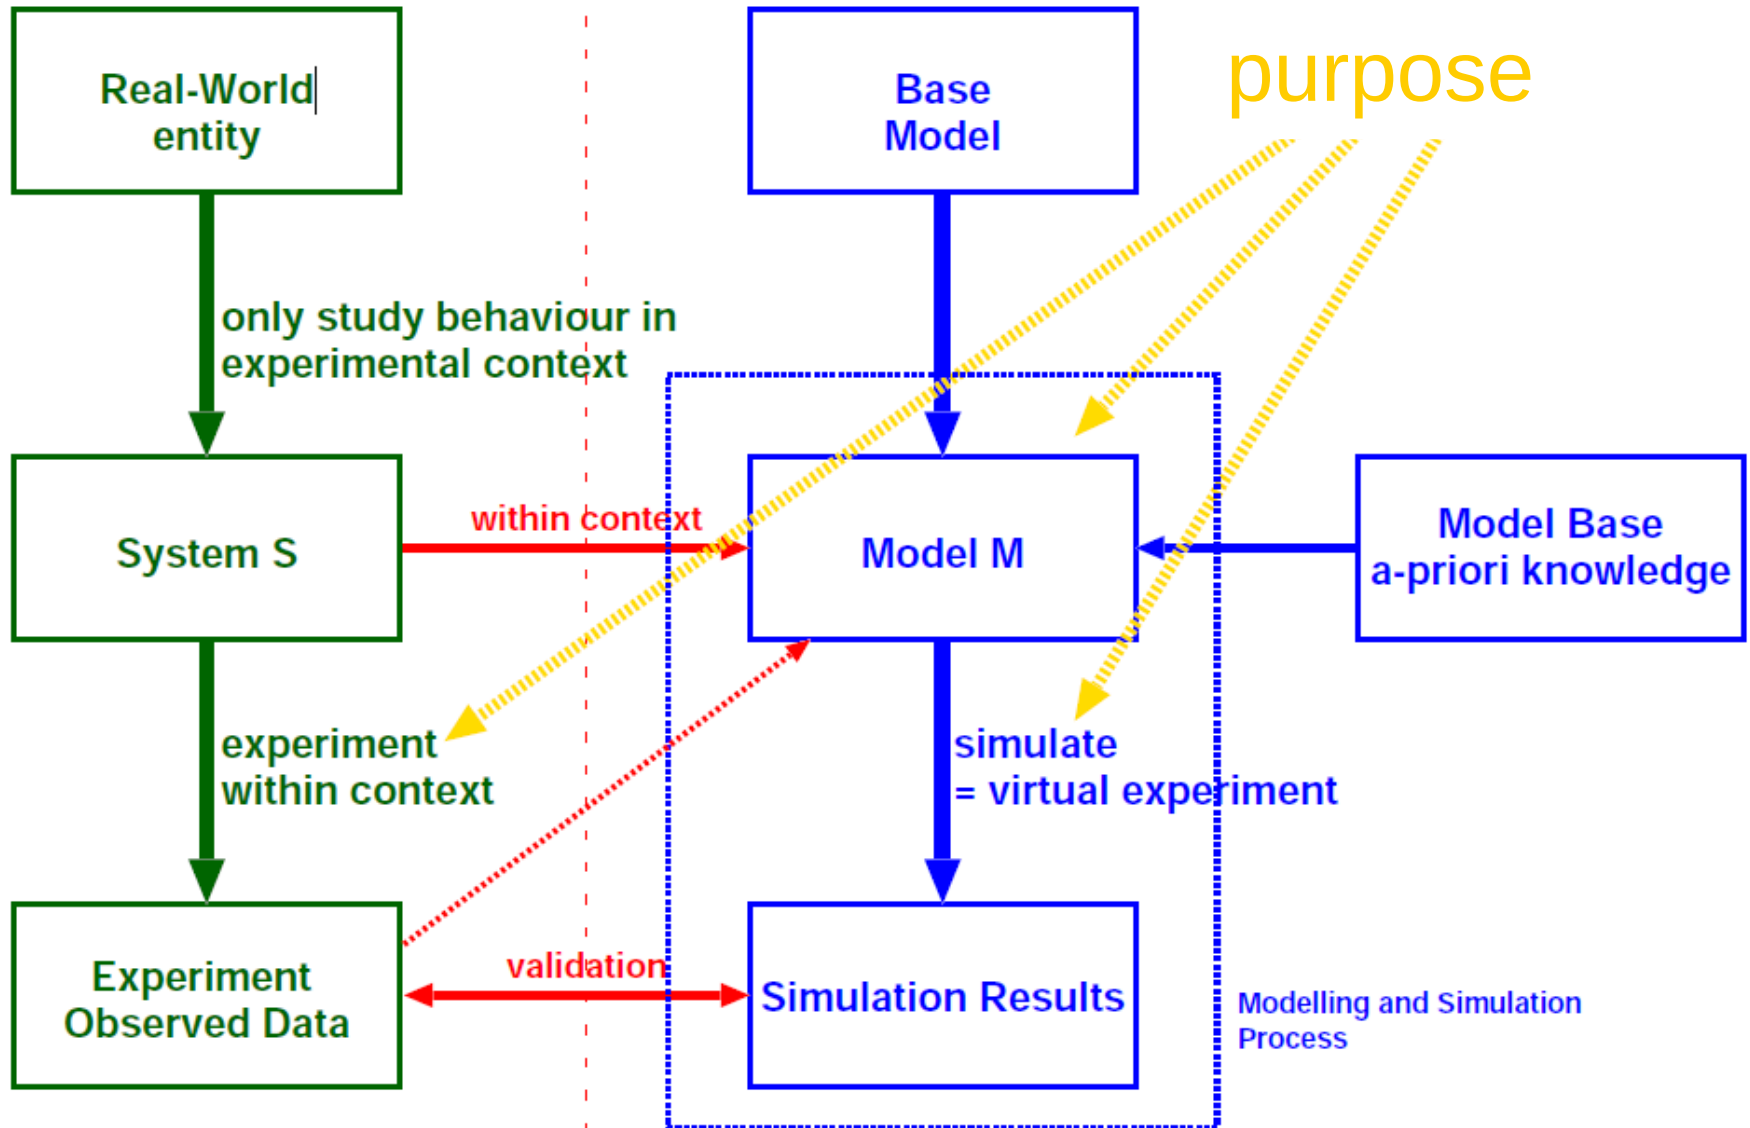 Real-World
entity
Base
Model
purpose
only study behaviour in
experimental context
System S
within context
Model M
Model Base
a-priori knowledge
experiment
within context
simulate
= virtual experiment
Experiment
Observed Data
validation
Simulation Results
Modelling and Simulation
Process